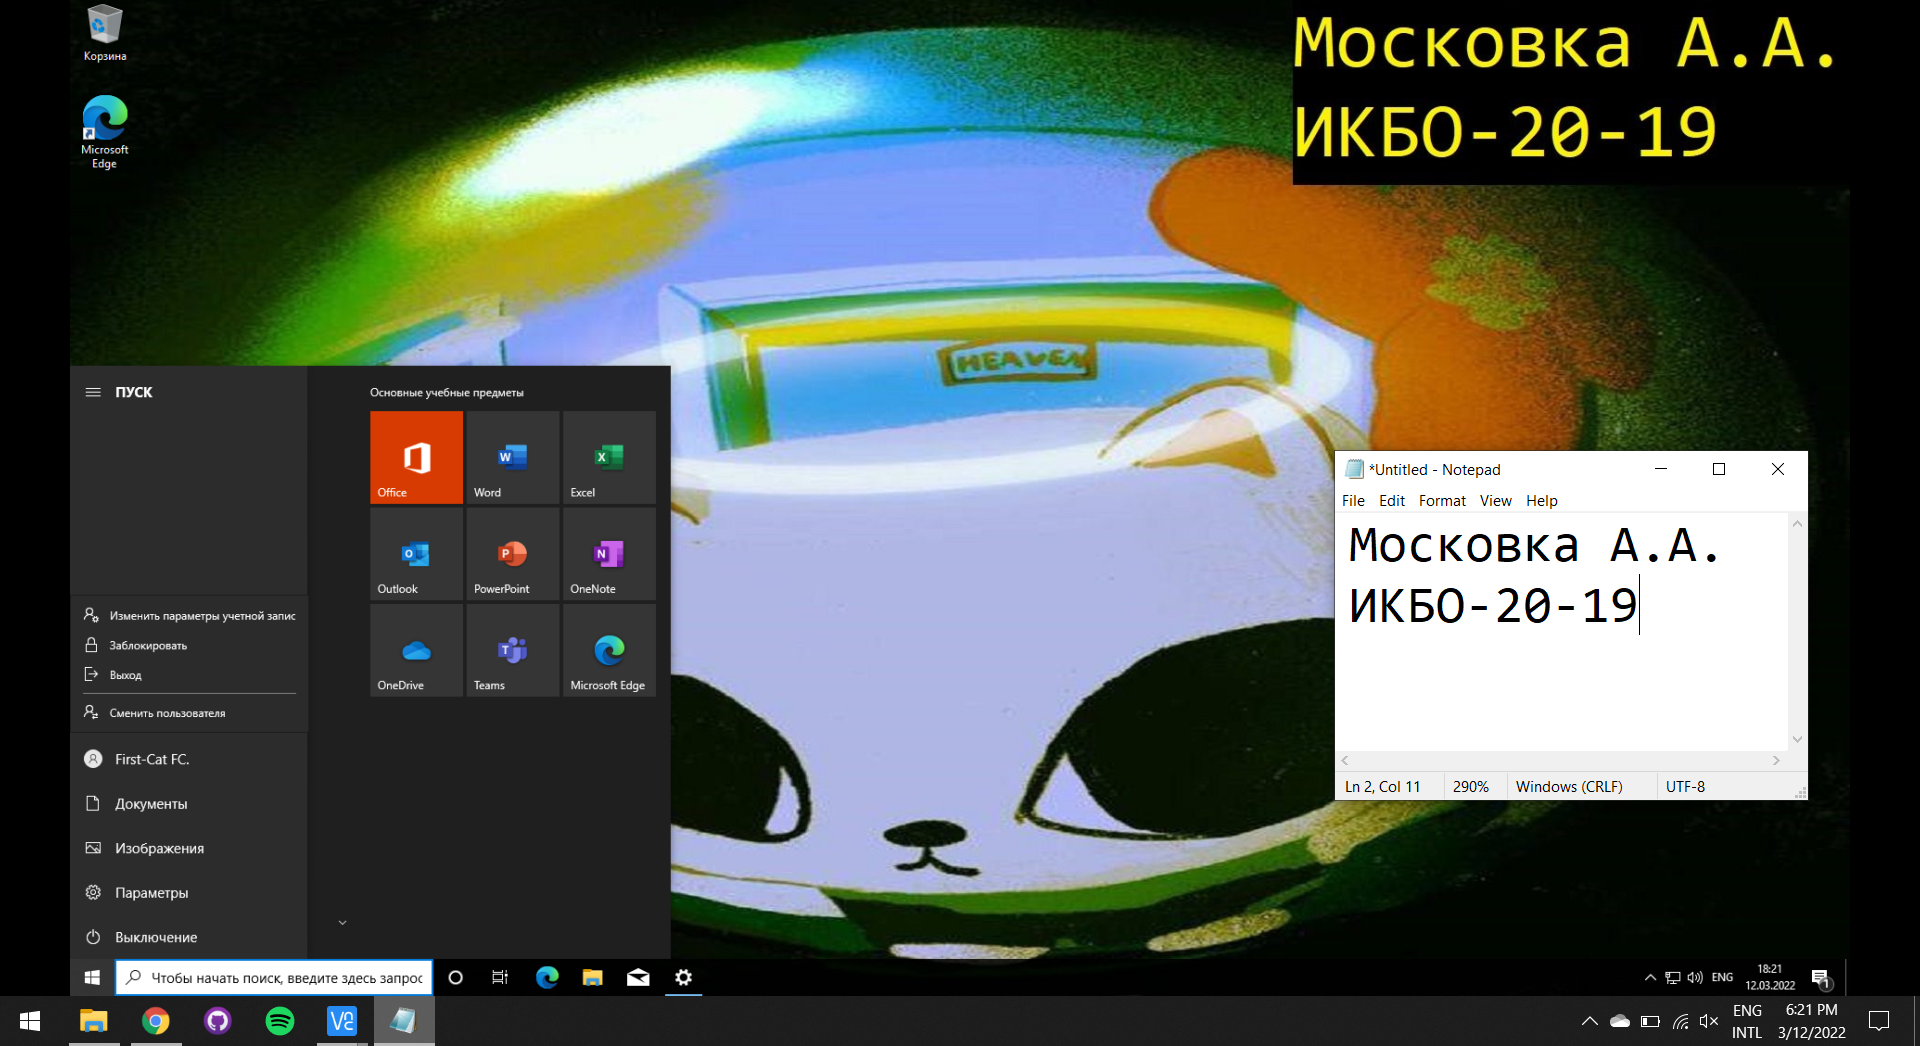 Корзина
Microsoft
Edge
Московка А.А.
ИКБО-20-19
HEAVEN
ПУСК
Основные учебные предметы
Office
Word
Excel
Outlook
PowerPoint
OneNote
OneDrive
Teams
Microsoft Edge
Изменить параметры учетной запис
Заблокировать
Выход
Сменить пользователя
First-Cat FC.
Документы
Изображения
Параметры
Выключение
*Untitled - Notepad
File Edit Format View Help
Московка А.А.
ИКБО-20-19
Ln 2, Col 11 290% Windows (CRLF) UTF-8
Чтобы начать поиск, введите здесь запрос
ENG
18:21
12.03.2022
1
ENG
INTL
6:21 PM
3/12/2022